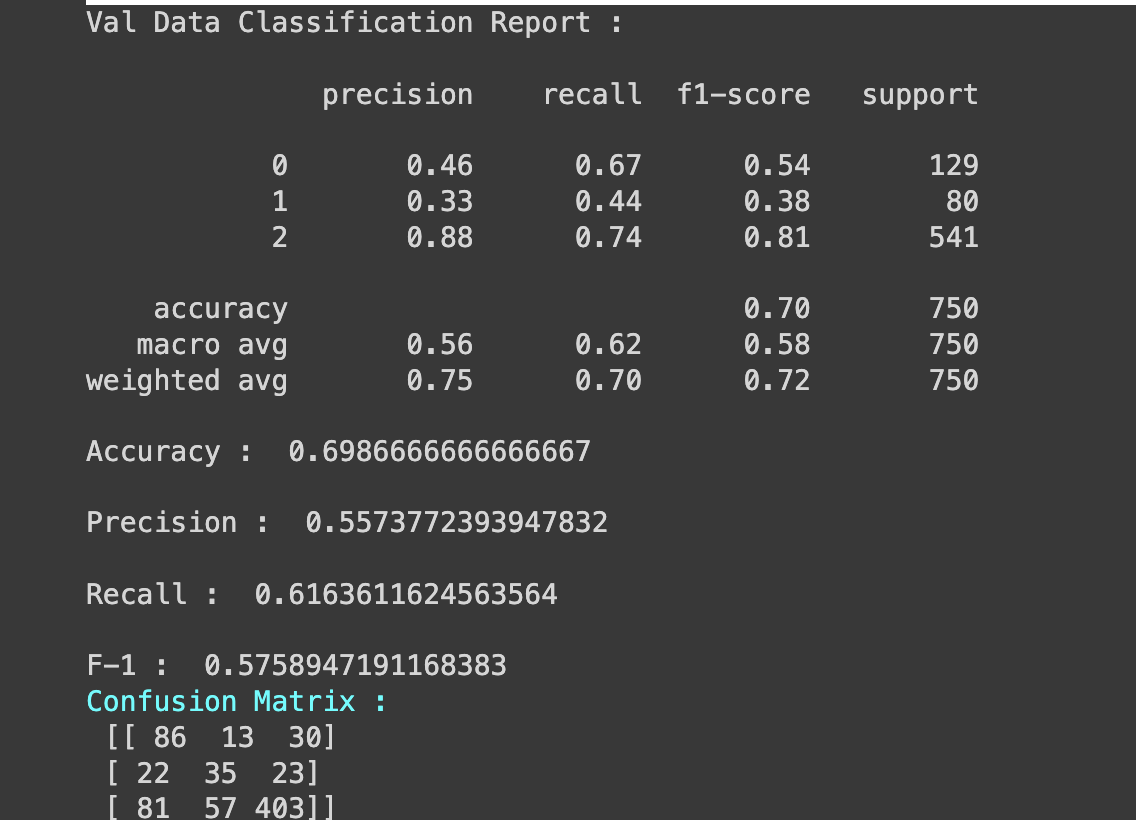 Val Data Classification Report :
precision recall f1-score support
0 0.46 0.67 0.54 129
1 0.33 0.44 0.38 80
2 0.88 0.74 0.81 541
accuracy 0.70 750
macro avg 0.56 0.62 0.58 750
weighted avg 0.75 0.70 0.72 750
Accuracy : 0.6986666666666667
Precision : 0.5573772393947832
Recall : 0.6163611624563564
F-1 : 0.5758947191168383
Confusion Matrix :
[[ 86 13 30]
[ 22 35 23]
[ 81 57 403]]